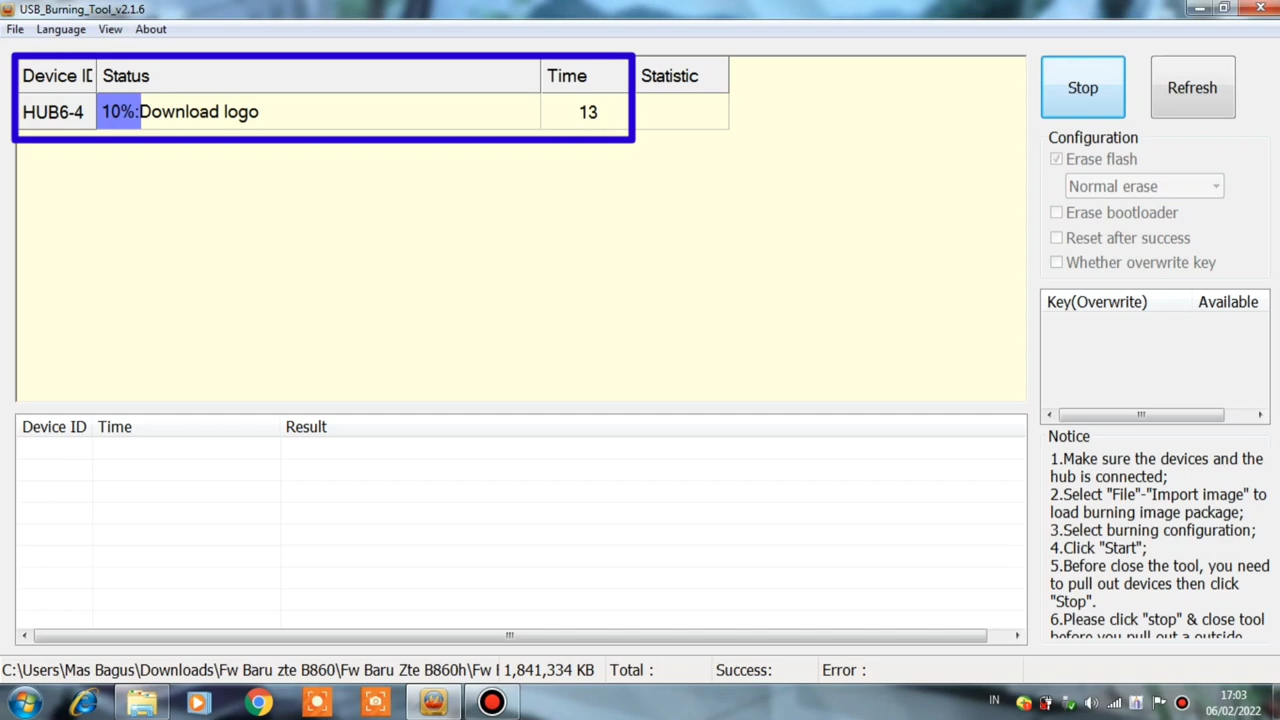 USB_Burning_Tool_v2.1.6
File Language View About
Device ID Status Time Statistic
HUB6-4 10%:Download logo 13
Stop Refresh
Configuration
Erase flash
Normal erase
Erase bootloader
Reset after success
Whether overwrite key
Key(Overwrite) Available
Device ID Time Result
Notice
1.Make sure the devices and the
hub is connected;
2.Select "File"-"Import image" to
load burning image package;
3.Select burning configuration;
4.Click "Start";
5.Before close the tool, you need
to pull out devices then click
"Stop".
6.Please click "stop" & close tool
before you pull out a outside
C:\Users\Mas Bagus\Downloads\Fw Baru zte B860\Fw Baru Zte B860h\Fw 1,841,334 KB Total : Success: Error :
IN 17:03
06/02/2022